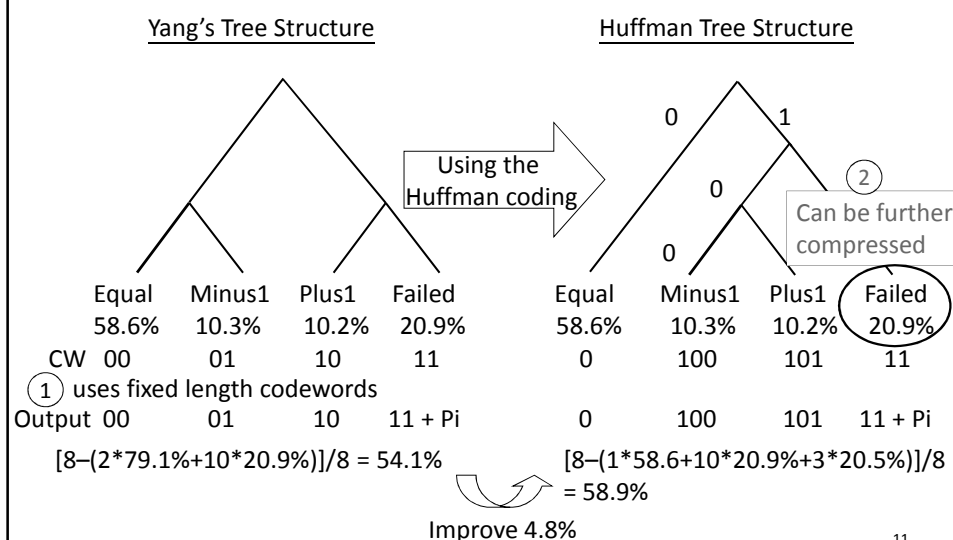 Yang's Tree Structure
Huffman Tree Structure
0
1
Using the
Huffman coding
0
2
Can be further
compressed
0
Equal Minus1 Plus1 Failed
58.6% 10.3% 10.2% 20.9%
CW 00 01 10 11
1 uses fixed length codewords
Output 00 01 10 11 + Pi
[8–(2*79.1%+10*20.9%)]/8 = 54.1%
Equal Minus1 Plus1 Failed
58.6% 10.3% 10.2% 20.9%
0 100 101 11
0 100 101 11 + Pi
[8–(1*58.6+10*20.9%+3*20.5%)]/8
= 58.9%
Improve 4.8%
11